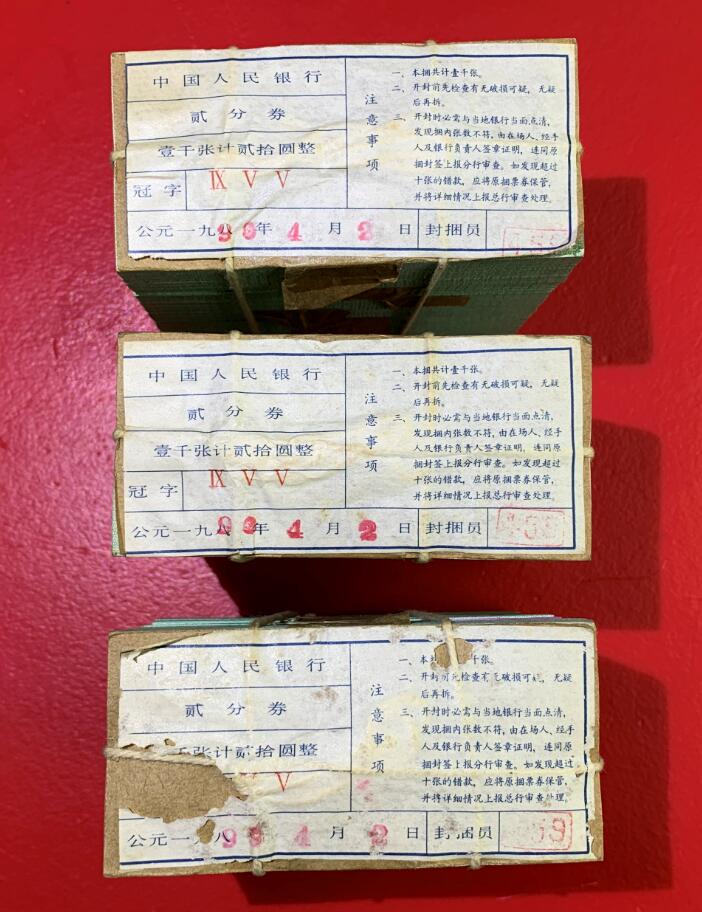 中国人民银行
贰分券
壹千张计贰拾圆整
冠字 ⅨⅤⅤ
公元一九八99年4月2日 封捆员
注意事项
一、本捆共计壹千张。
二、开封前先检查有无破损可疑，无疑
后再拆。
三、开封时必需与当地银行当面点清，
发现捆内张数不符，由在场人、经手
人及银行负责人签章证明，连同原
捆封签上报分行审查。如发现超过
十张的错款，应将原捆票券保管，
并将详细情况上报总行审查处理。
中国人民银行
贰分券
壹千张计贰拾圆整
冠字 ⅨⅤⅤ
公元一九八99年4月2日 封捆员
注意事项
一、本捆共计壹千张。
二、开封前先检查有无破损可疑，无疑
后再拆。
三、开封时必需与当地银行当面点清，
发现捆内张数不符，由在场人、经手
人及银行负责人签章证明，连同原
捆封签上报分行审查。如发现超过
十张的错款，应将原捆票券保管，
并将详细情况上报总行审查处理。
中国人民银行
贰分券
千张计贰拾圆整
Ⅴ
公元一八99 4月2日 封捆员
注意事项
一、本 千张。
二、开封前先检查有无破损可疑，无疑
后再拆。
三、开封时必需与当地银行当面点清，
发现捆内张数不符，由在场人、经手
人及银行负责人签章证明，连同原
捆封签上报分行审查。如发现超过
十张的错款，应将原捆票券保管，
并将详细情况上报总行审查处理。